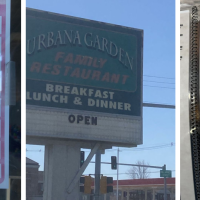 URBANA GARDEN
FAMILY
RESTAURANT
BREAKFAST
LUNCH & DINNER
OPEN